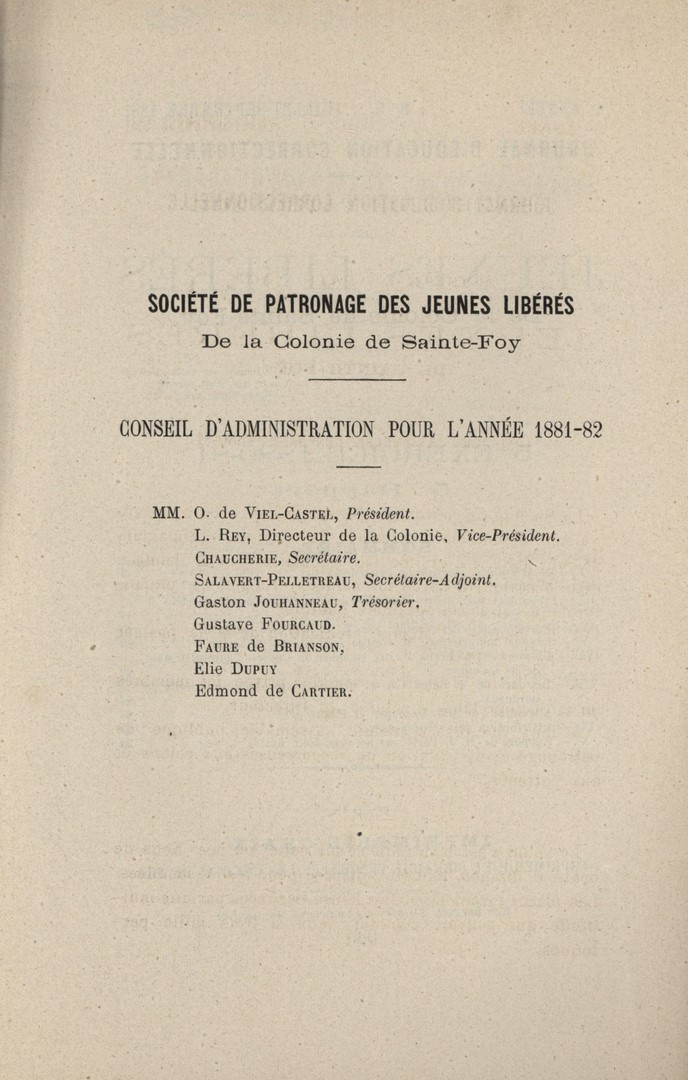 SOCIÉTÉ DE PATRONAGE DES JEUNES LIBÉRÉS
De la Colonie de Sainte-Foy
CONSEIL D'ADMINISTRATION POUR L'ANNÉE 1881-82
MM. O. de VIEL-CASTEL, Président.
L. REY, Directeur de la Colonie, Vice-Président.
CHAUCHERIE, Secrétaire.
SALAVERT-PELLETREAU, Secrétaire-Adjoint.
Gaston JOUHANNEAU, Trésorier.
Gustave FOURCAUD.
FAURE de BRIANSON,
Elie DUPUY
Edmond de CARTIER.